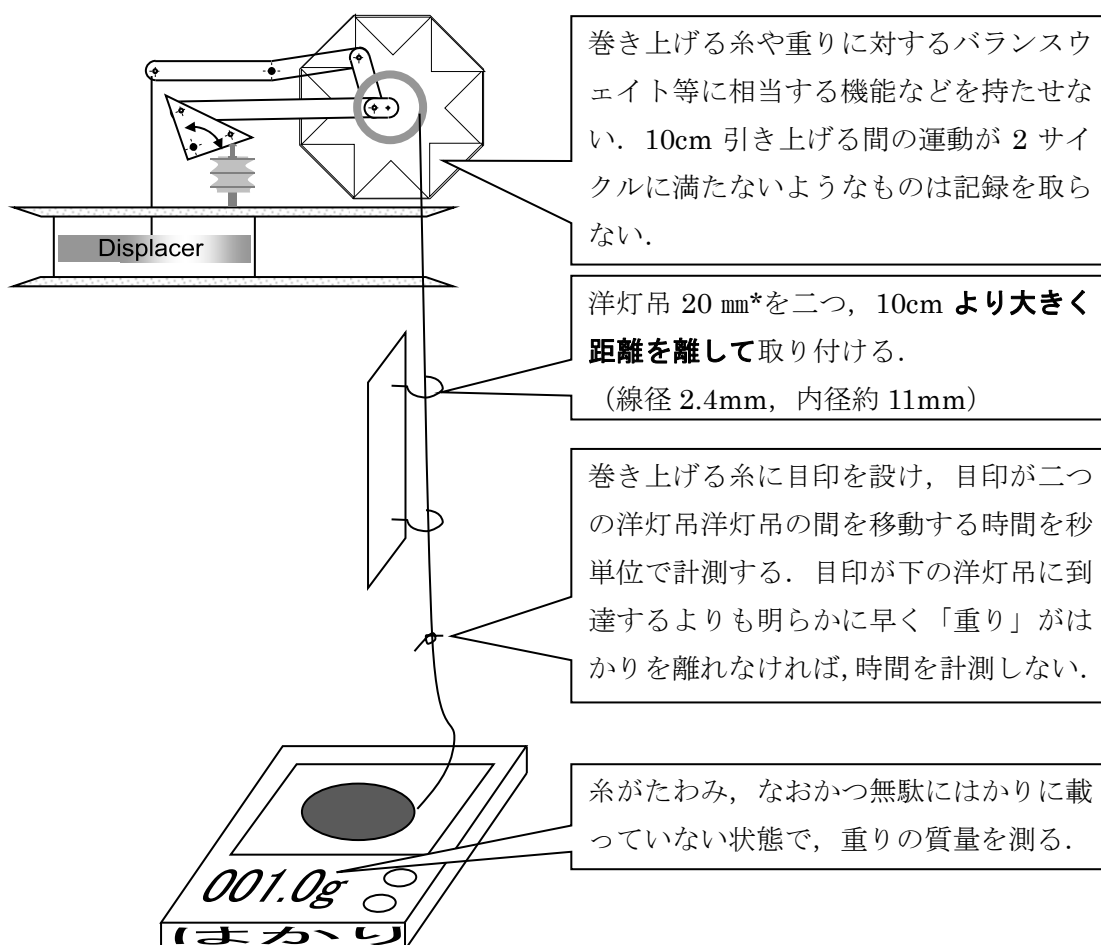 巻き上げる糸や重りに対するバランスウ
ェイト等に相当する機能などを持たせな
い．10cm 引き上げる間の運動が 2 サイ
クルに満たないようなものは記録を取ら
ない．
Displacer
洋灯吊 20 ㎜*を二つ，10cm より大きく
距離を離して取り付ける．
（線径 2.4mm，内径約 11mm）
巻き上げる糸に目印を設け，目印が二つ
の洋灯吊洋灯吊の間を移動する時間を秒
単位で計測する．目印が下の洋灯吊に到
達するよりも明らかに早く「重り」がは
かりを離れなければ，時間を計測しない．
糸がたわみ，なおかつ無駄にはかりに載
っていない状態で，重りの質量を測る．
001.0g
はかり